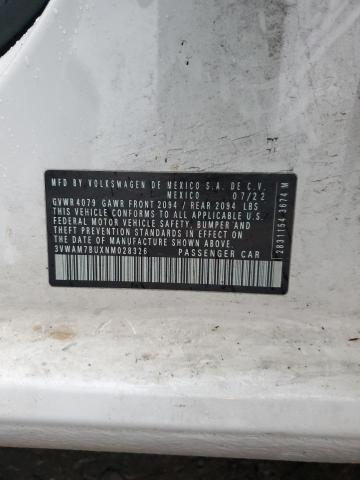 MFD BY VOLKSWAGEN DE MEXICO S.A. DE C.V.
MEXICO 07/22
GVWR 4079 GAWR FRONT 2094 / REAR 2094 LBS
THIS VEHICLE CONFORMS TO ALL APPLICABLE U.S.
FEDERAL MOTOR VEHICLE SAFETY, BUMPER AND
THEFT PREVENTION STANDARDS IN EFFECT ON THE
DATE OF MANUFACTURE SHOWN ABOVE.
3VWAM7BUXNM028326 PASSENGER CAR
2831154 3674 M